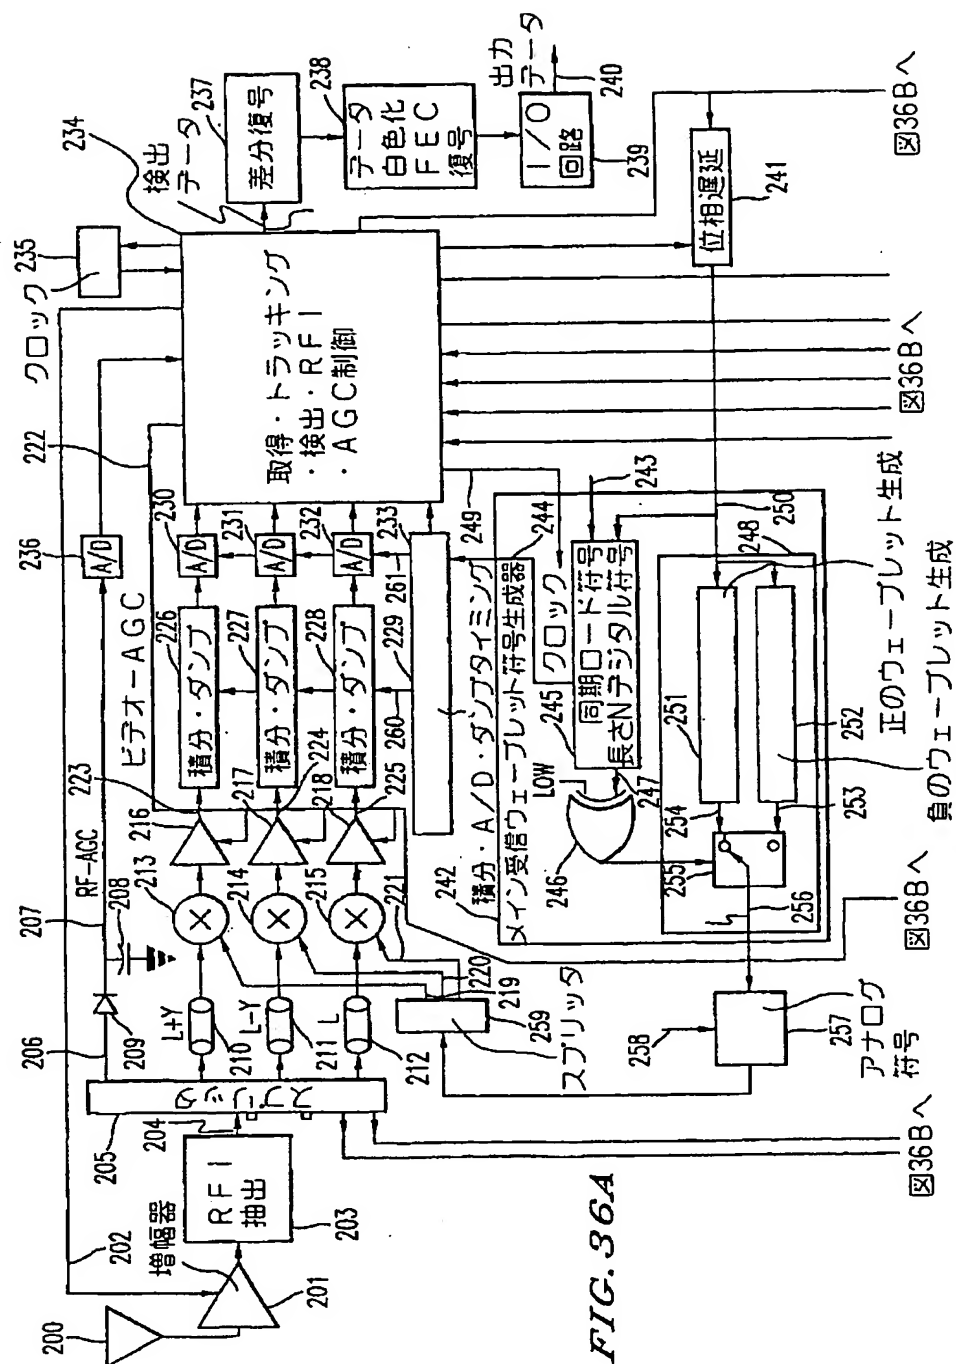 200
202
増幅器
201
RFI
抽出
203
204
205
スプリッタ
206
209
207
208
RF-AGC
L+Y
210
L-Y
211
L
212
213
214
215
216
217
218
219
220
221
スプリッタ
259
222
ビデオ-AGC
223
224
225
積分・ダンプ
226
積分・ダンプ
227
積分・ダンプ
228
229
260
261
A/D
230
A/D
231
A/D
232
233
A/D
236
クロック
235
234
取得・トラッキング
・検出・RFI
・AGC制御
検出
データ
237
差分復号
238
データ
白色化
FEC
復号
出力
データ
I/O
回路
239
240
位相遅延
241
242
積分・A/D・ダンプタイミング
メイン受信ウェーブレット符号生成器
244
249
245
クロック
同期ロード符号
長さNデジタル符号
243
LOW
246
247
250
248
251
252
253
254
255
256
正のウェーブレット生成
負のウェーブレット生成
258
257
アナログ
符号
図36Bへ
図36Bへ
図36Bへ
図36Bへ
FIG. 36A